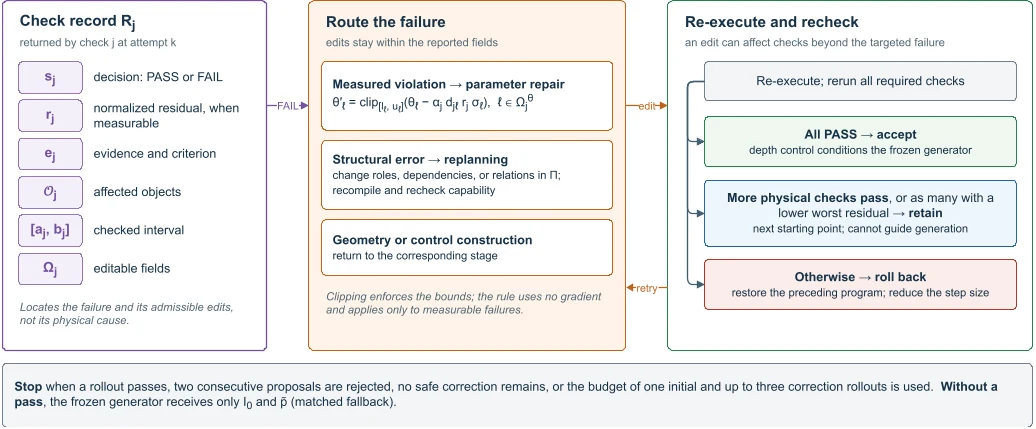 Check record Rj
returned by check j at attempt k
sj
decision: PASS or FAIL
rj
normalized residual, when
measurable
ej
evidence and criterion
𝒪j
affected objects
[aj, bj]
checked interval
Ωj
editable fields
Locates the failure and its admissible edits,
not its physical cause.
FAIL
Route the failure
edits stay within the reported fields
Measured violation → parameter repair
θ′ℓ = clip[lℓ, uℓ](θℓ − αj djℓ rj σℓ), ℓ ∈ Ωjθ
Structural error → replanning
change roles, dependencies, or relations in Π;
recompile and recheck capability
Geometry or control construction
return to the corresponding stage
Clipping enforces the bounds; the rule uses no gradient
and applies only to measurable failures.
edit
retry
Re-execute and recheck
an edit can affect checks beyond the targeted failure
Re-execute; rerun all required checks
All PASS → accept
depth control conditions the frozen generator
More physical checks pass, or as many with a
lower worst residual → retain
next starting point; cannot guide generation
Otherwise → roll back
restore the preceding program; reduce the step size
Stop when a rollout passes, two consecutive proposals are rejected, no safe correction remains, or the budget of one initial and up to three correction rollouts is used. Without a
pass, the frozen generator receives only I0 and p̃ (matched fallback).